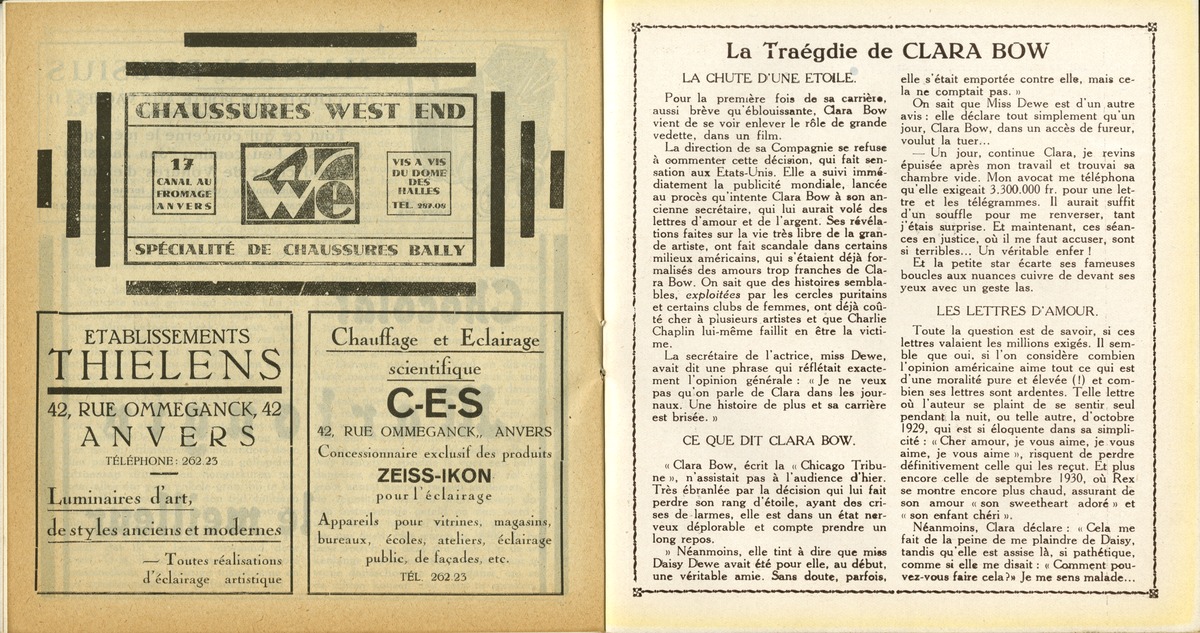 CHAUSSURES WEST END
17
CANAL AU
FROMAGE
ANVERS
We
VIS A VIS
DU DOME
DES
HALLES
TEL. 287.08
SPÉCIALITÉ DE CHAUSSURES BALLY
ETABLISSEMENTS
THIELENS
42, RUE OMMEGANCK, 42
ANVERS
TÉLÉPHONE: 262.23
Luminaires d'art,
de styles anciens et modernes
— Toutes réalisations
d'éclairage artistique
Chauffage et Eclairage
scientifique
C-E-S
42, RUE OMMEGANCK,, ANVERS
Concessionnaire exclusif des produits
ZEISS-IKON
pour l'éclairage
Appareils pour vitrines, magasins,
bureaux, écoles, ateliers, éclairage
public, de façades, etc.
TÉL. 262.23
La Traégdie de CLARA BOW
LA CHUTE D'UNE ETOILE.
Pour la première fois de sa carrière,
aussi brève qu'éblouissante, Clara Bow
vient de se voir enlever le rôle de grande
vedette, dans un film.
La direction de sa Compagnie se refuse
à commenter cette décision, qui fait sen-
sation aux Etats-Unis. Elle a suivi immé-
diatement la publicité mondiale, lancée
au procès qu'intente Clara Bow à son an-
cienne secrétaire, qui lui aurait volé des
lettres d'amour et de l'argent. Ses révéla-
tions faites sur la vie très libre de la gran-
de artiste, ont fait scandale dans certains
milieux américains, qui s'étaient déjà for-
malisés des amours trop franches de Cla-
ra Bow. On sait que des histoires sembla-
bles, exploitées par les cercles puritains
et certains clubs de femmes, ont déjà coû-
té cher à plusieurs artistes et que Charlie
Chaplin lui-même faillit en être la victi-
me.
La secrétaire de l'actrice, miss Dewe,
avait dit une phrase qui réflétait exacte-
ment l'opinion générale : « Je ne veux
pas qu'on parle de Clara dans les jour-
naux. Une histoire de plus et sa carrière
est brisée. »
CE QUE DIT CLARA BOW.
« Clara Bow, écrit la « Chicago Tribu-
ne », n'assistait pas à l'audience d'hier.
Très ébranlée par la décision qui lui fait
perdre son rang d'étoile, ayant des cri-
ses de larmes, elle est dans un état ner-
veux déplorable et compte prendre un
long repos.
» Néanmoins, elle tint à dire que miss
Daisy Dewe avait été pour elle, au début,
une véritable amie. Sans doute, parfois,
elle s'était emportée contre elle, mais ce-
la ne comptait pas. »
On sait que Miss Dewe est d'un autre
avis : elle déclare tout simplement qu'un
jour, Clara Bow, dans un accès de fureur,
voulut la tuer...
— Un jour, continue Clara, je revins
épuisée après mon travail et trouvai sa
chambre vide. Mon avocat me téléphona
qu'elle exigeait 3.300.000 fr. pour une let-
tre et les télégrammes. Il aurait suffit
d'un souffle pour me renverser, tant
j'étais surprise. Et maintenant, ces séan-
ces en justice, où il me faut accuser, sont
si terribles... Un véritable enfer !
Et la petite star écarte ses fameuses
boucles aux nuances cuivre de devant ses
yeux avec un geste las.
LES LETTRES D'AMOUR.
Toute la question est de savoir, si ces
lettres valaient les millions exigés. Il sem-
ble que oui, si l'on considère combien
l'opinion américaine aime tout ce qui est
d'une moralité pure et élevée (!) et com-
bien ses lettres sont ardentes. Telle lettre
où l'auteur se plaint de se sentir seul
pendant la nuit, ou telle autre, d'octobre
1929, qui est si éloquente dans sa simpli-
cité : « Cher amour, je vous aime, je vous
aime, je vous aime », risquent de perdre
définitivement celle qui les reçut. Et plus
encore celle de septembre 1930, où Rex
se montre encore plus chaud, assurant de
son amour « son sweetheart adoré » et
« son enfant chéri ».
Néanmoins, Clara déclare : « Cela me
fait de la peine de me plaindre de Daisy,
tandis qu'elle est assise là, si pathétique,
comme si elle me disait : « Comment pou-
vez-vous faire cela?» Je me sens malade...